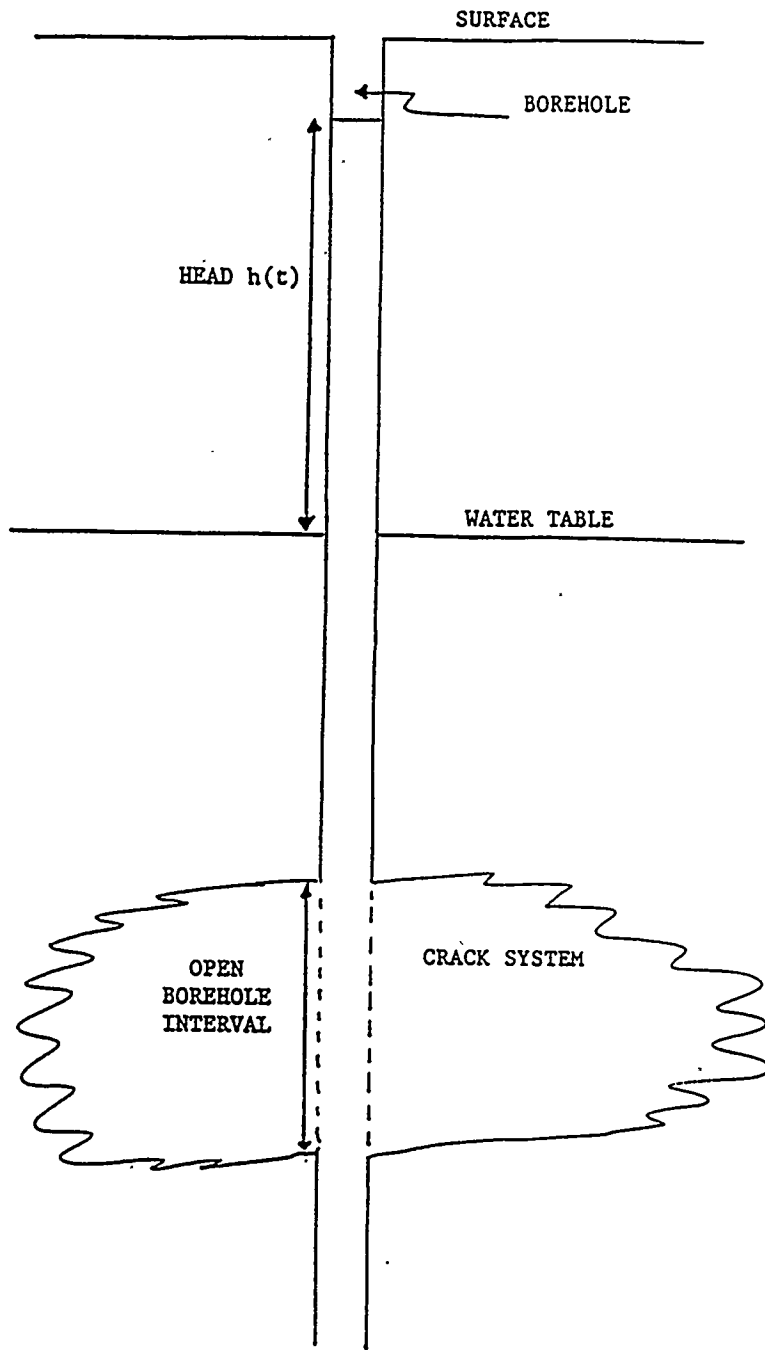 SURFACE
BOREHOLE
HEAD h(t)
WATER TABLE
OPEN
BOREHOLE
INTERVAL
CRACK SYSTEM